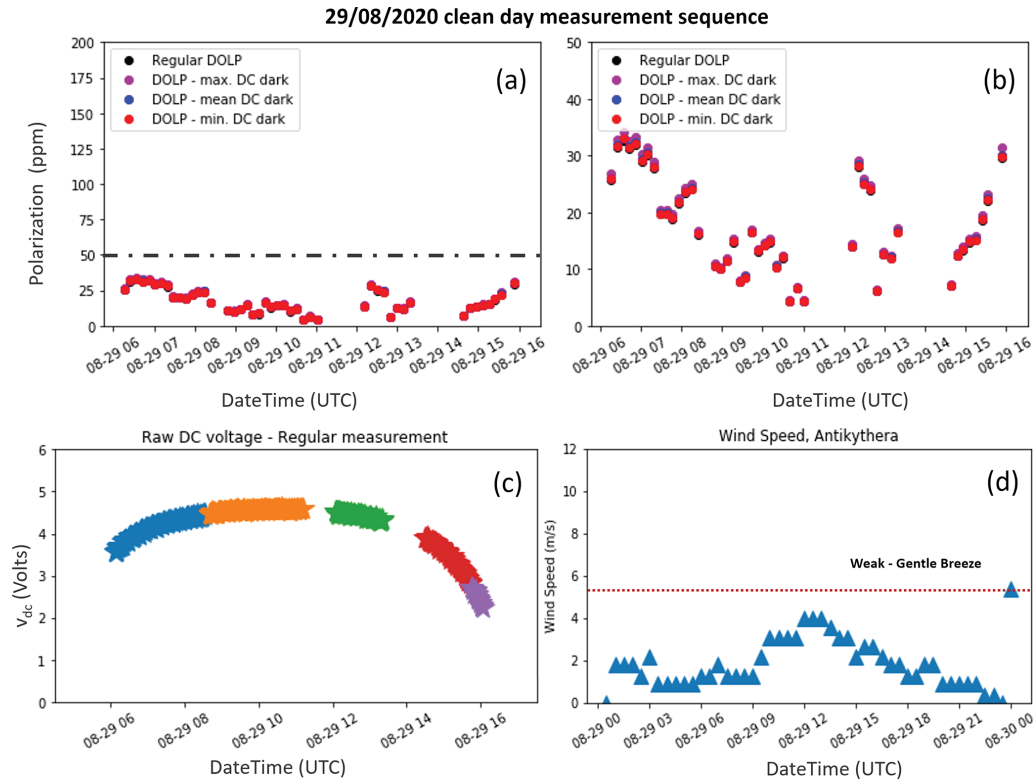 29/08/2020 clean day measurement sequence
Polarization (ppm)
200
175
150
125
100
75
50
25
0
Regular DOLP
DOLP - max. DC dark
DOLP - mean DC dark
DOLP - min. DC dark
(a)
08-29 06
08-29 07
08-29 08
08-29 09
08-29 10
08-29 11
08-29 12
08-29 13
08-29 14
08-29 15
08-29 16
DateTime (UTC)
50
40
30
20
10
0
Regular DOLP
DOLP - max. DC dark
DOLP - mean DC dark
DOLP - min. DC dark
(b)
08-29 06
08-29 07
08-29 08
08-29 09
08-29 10
08-29 11
08-29 12
08-29 13
08-29 14
08-29 15
08-29 16
DateTime (UTC)
Raw DC voltage - Regular measurement
v_dc (Volts)
6
5
4
3
2
1
0
(c)
08-29 06
08-29 08
08-29 10
08-29 12
08-29 14
08-29 16
DateTime (UTC)
Wind Speed, Antikythera
Wind Speed (m/s)
12
10
8
6
4
2
0
(d)
Weak - Gentle Breeze
08-29 00
08-29 03
08-29 06
08-29 09
08-29 12
08-29 15
08-29 18
08-29 21
08-30 00
DateTime (UTC)